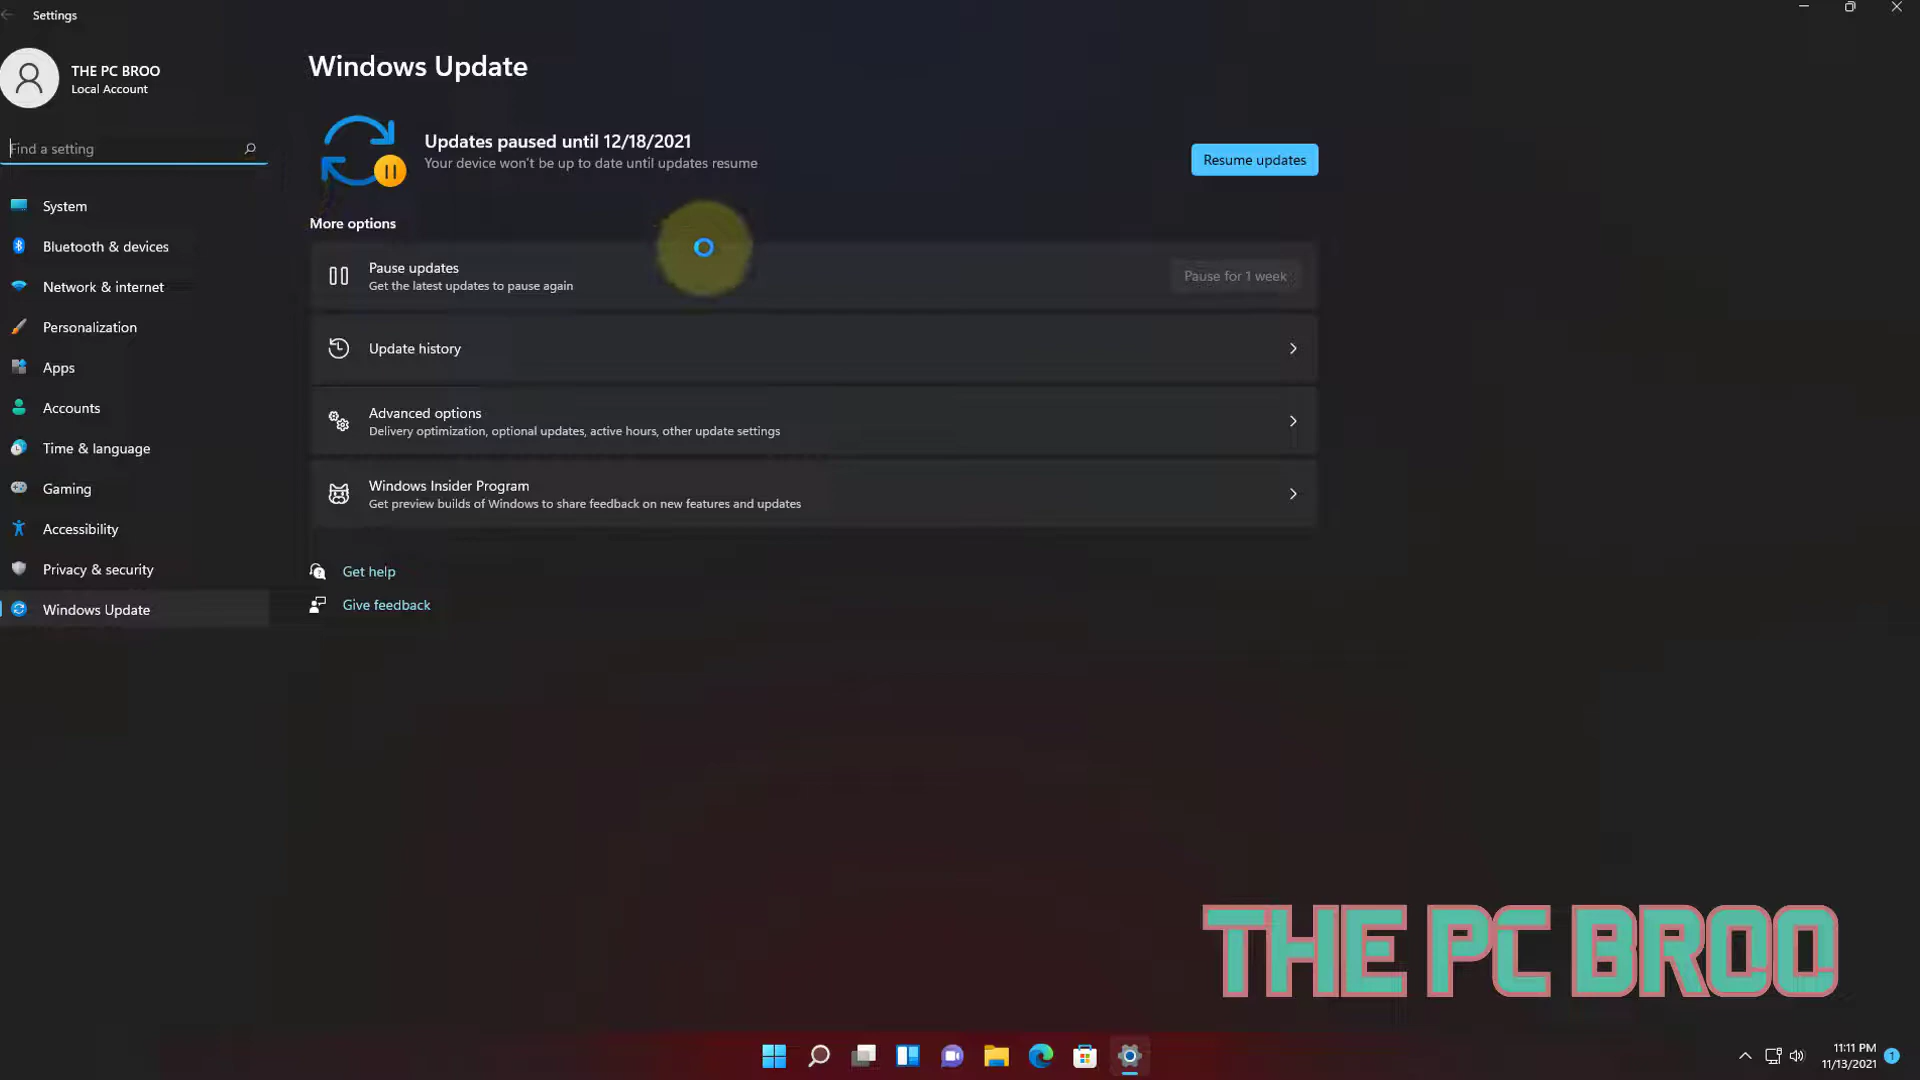 Settings
THE PC BROO
Local Account
Find a setting
System
Bluetooth & devices
Network & internet
Personalization
Apps
Accounts
Time & language
Gaming
Accessibility
Privacy & security
Windows Update
Windows Update
Updates paused until 12/18/2021
Your device won't be up to date until updates resume
Resume updates
More options
Pause updates
Get the latest updates to pause again
Pause for 1 week
Update history
Advanced options
Delivery optimization, optional updates, active hours, other update settings
Windows Insider Program
Get preview builds of Windows to share feedback on new features and updates
Get help
Give feedback
THE PC BROO
11:11 PM
11/13/2021
1